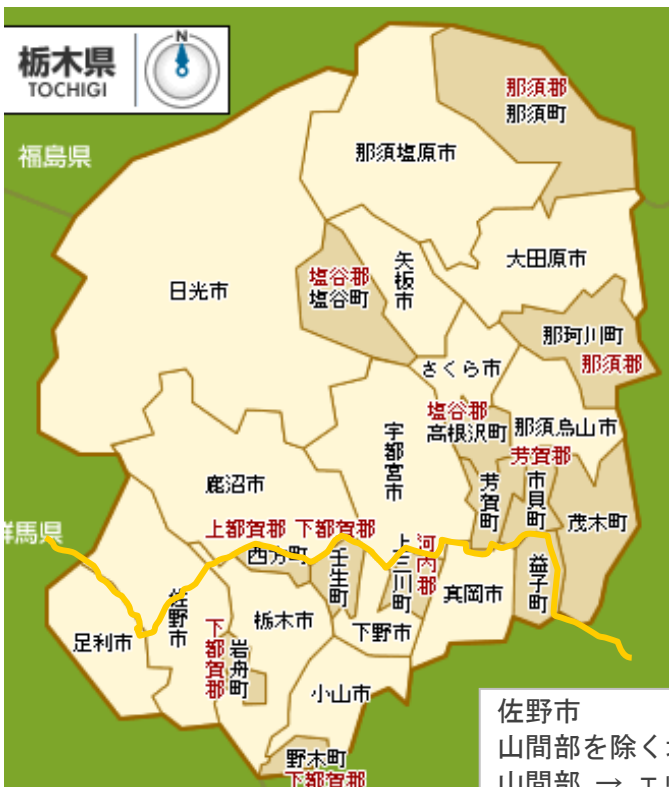 栃木県
TOCHIGI
N
福島県
那須郡
那須町
那須塩原市
大田原市
矢板市
塩谷郡
塩谷町
日光市
那珂川町
那須郡
さくら市
塩谷郡
高根沢町
那須烏山市
宇都宮市
芳賀郡
芳賀町
市貝町
茂木町
鹿沼市
群馬県
上都賀郡
下都賀郡
西方町
壬生町
上三川町
河内郡
真岡市
益子町
足利市
佐野市
下都賀郡
岩舟町
栃木市
下野市
小山市
野木町
下都賀郡
佐野市
山間部を除く
山間部 → エ